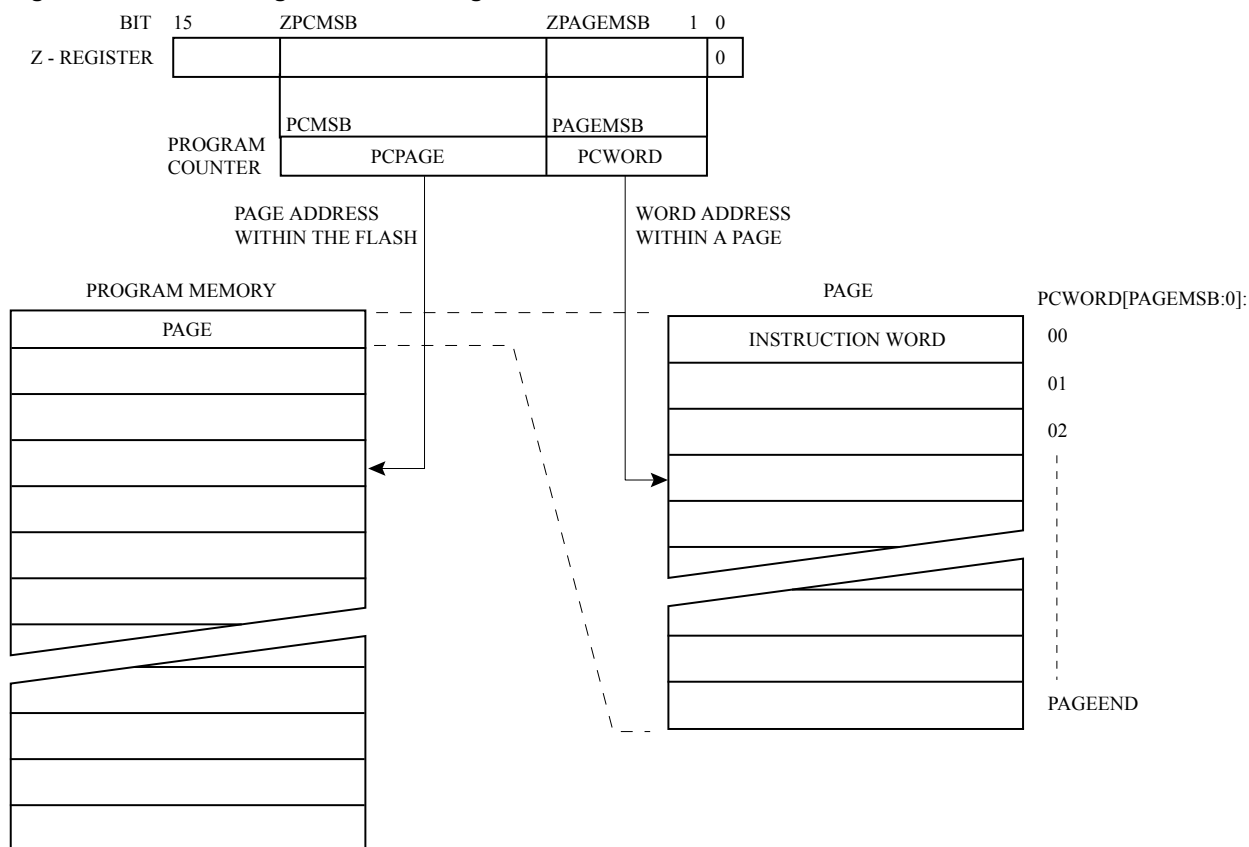 BIT 15 ZPCMSB ZPAGEMSB 1 0
Z - REGISTER 0
PCMSB PAGEMSB
PROGRAM
COUNTER
PCPAGE PCWORD
PAGE ADDRESS
WITHIN THE FLASH
WORD ADDRESS
WITHIN A PAGE
PROGRAM MEMORY
PAGE
PAGE
PCWORD[PAGEMSB:0]:
INSTRUCTION WORD
00
01
02
PAGEEND